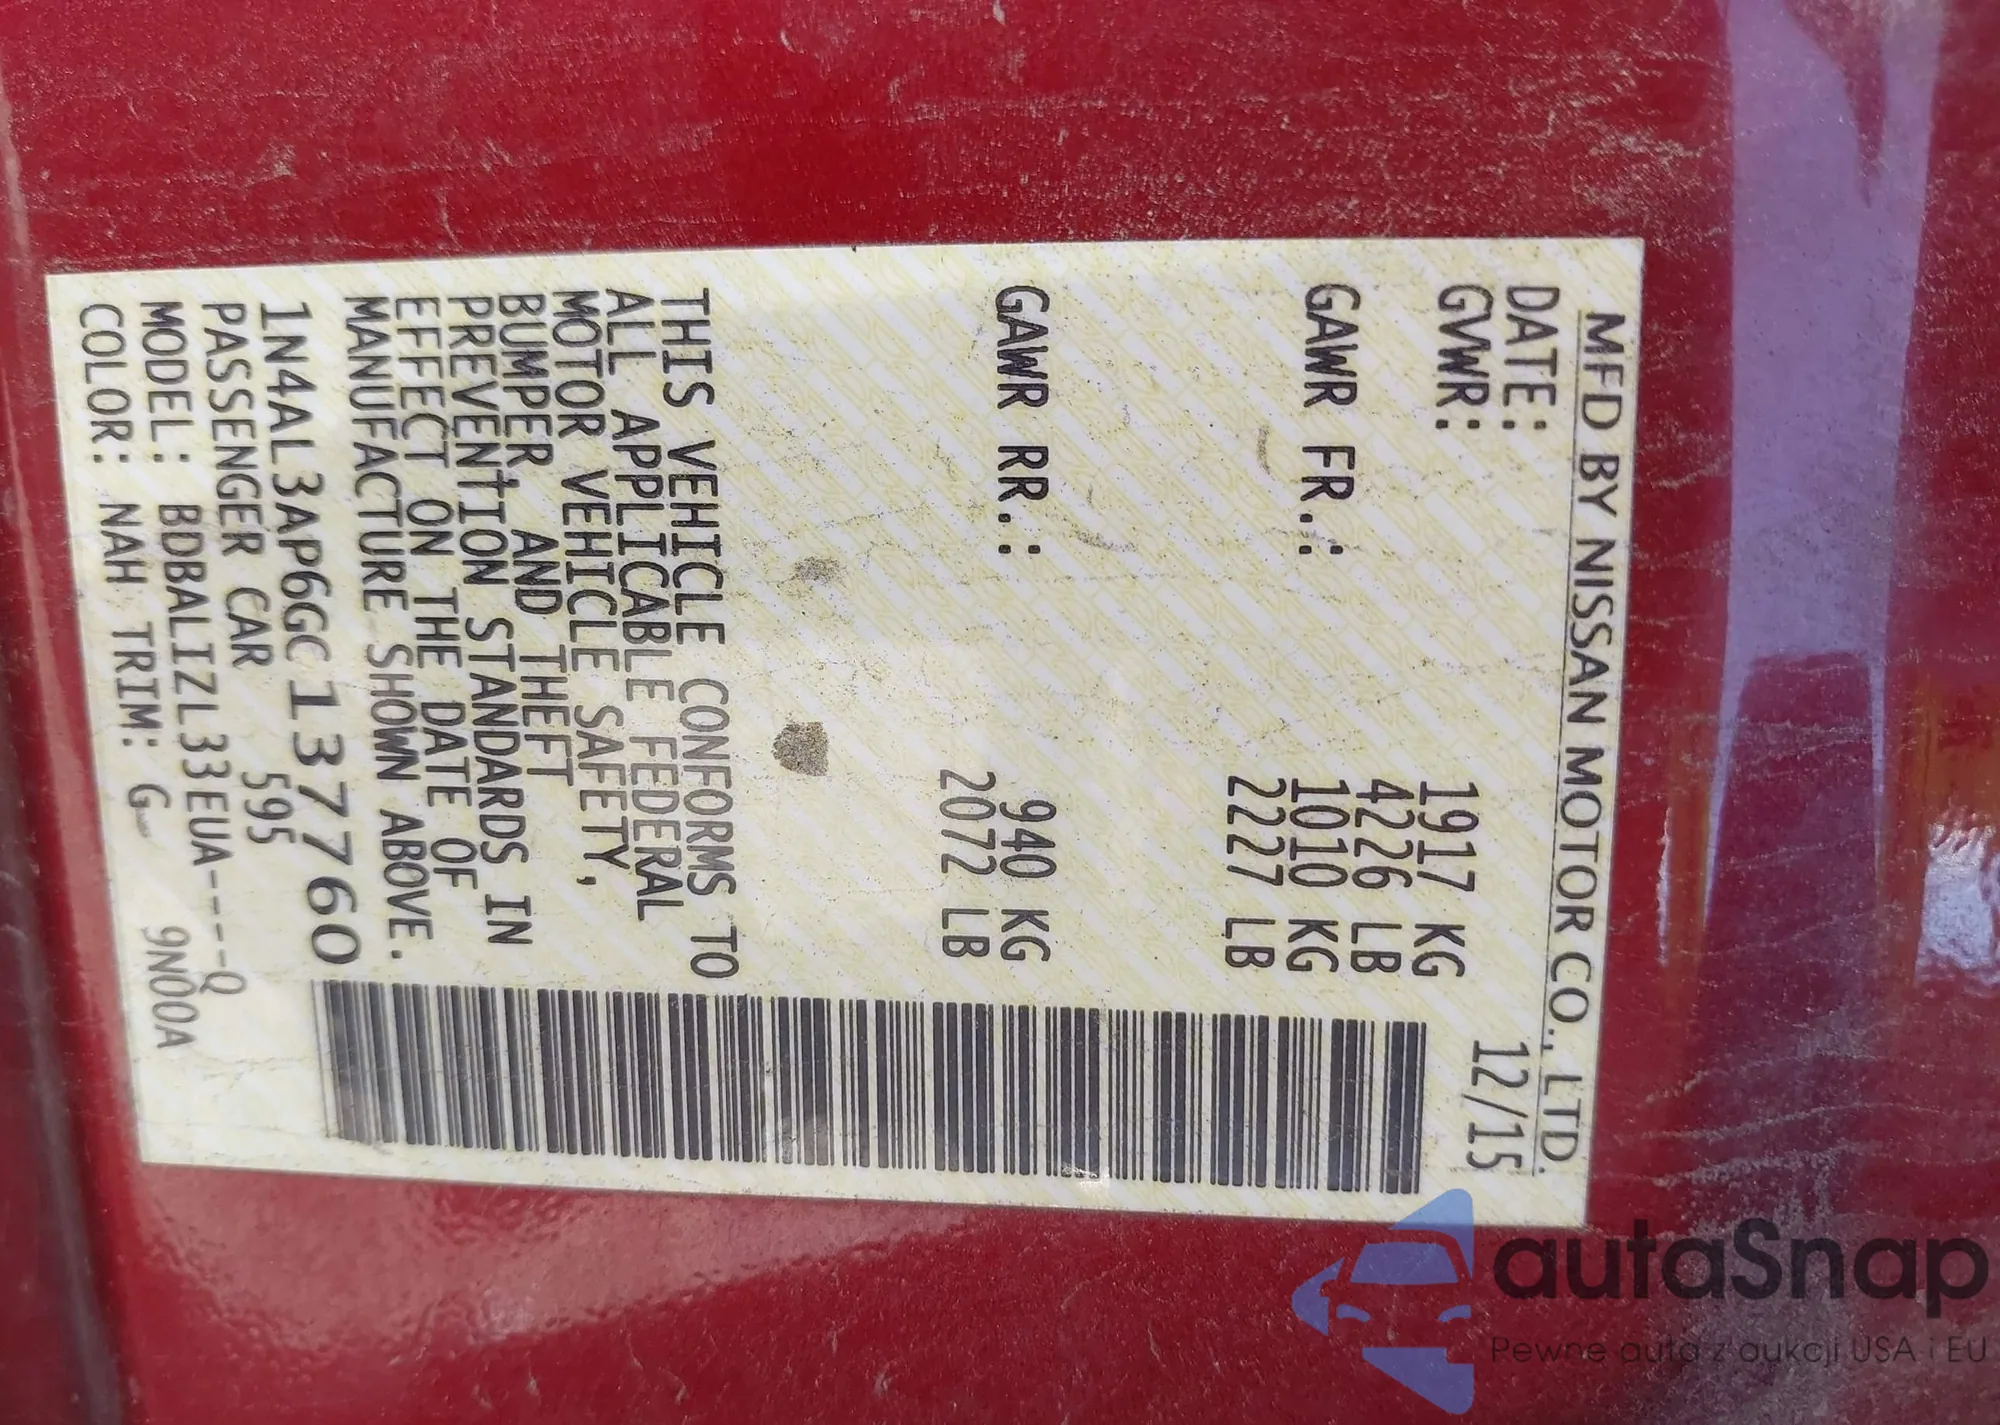 MFD BY NISSAN MOTOR CO., LTD.
DATE: 12/15
GVWR: 1917 KG
4226 LB
GAWR FR.: 1010 KG
2227 LB
GAWR RR.: 940 KG
2072 LB
THIS VEHICLE CONFORMS TO
ALL APPLICABLE FEDERAL
MOTOR VEHICLE SAFETY,
BUMPER AND THEFT
PREVENTION STANDARDS IN
EFFECT ON THE DATE OF
MANUFACTURE SHOWN ABOVE.
1N4AL3AP6GC137760
PASSENGER CAR 595
MODEL: BDBALIZL33EUA----Q
COLOR: NAH TRIM: G 9N00A
autaSnap
Pewne auta z aukcji USA i EU